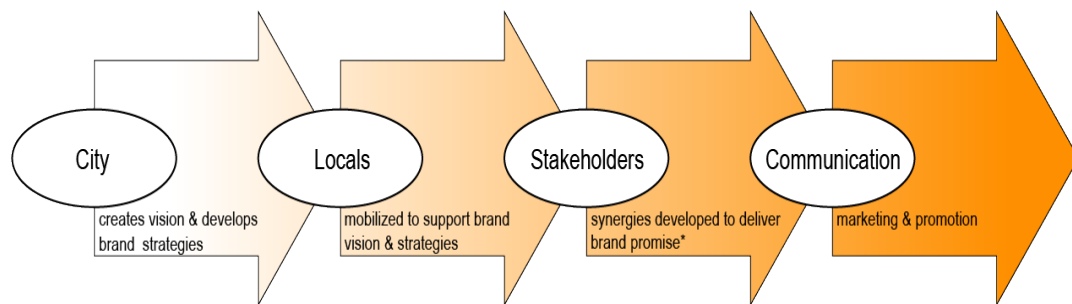 City
Locals
Stakeholders
Communication
creates vision & develops
brand strategies
mobilized to support brand
vision & strategies
synergies developed to deliver
brand promise*
marketing & promotion